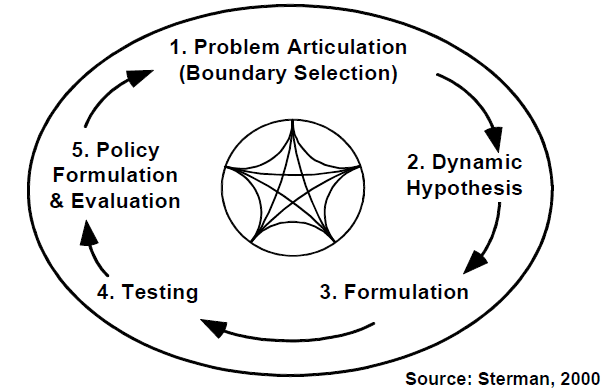 1. Problem Articulation
(Boundary Selection)
2. Dynamic
Hypothesis
3. Formulation
4. Testing
5. Policy
Formulation
& Evaluation
Source: Sterman, 2000